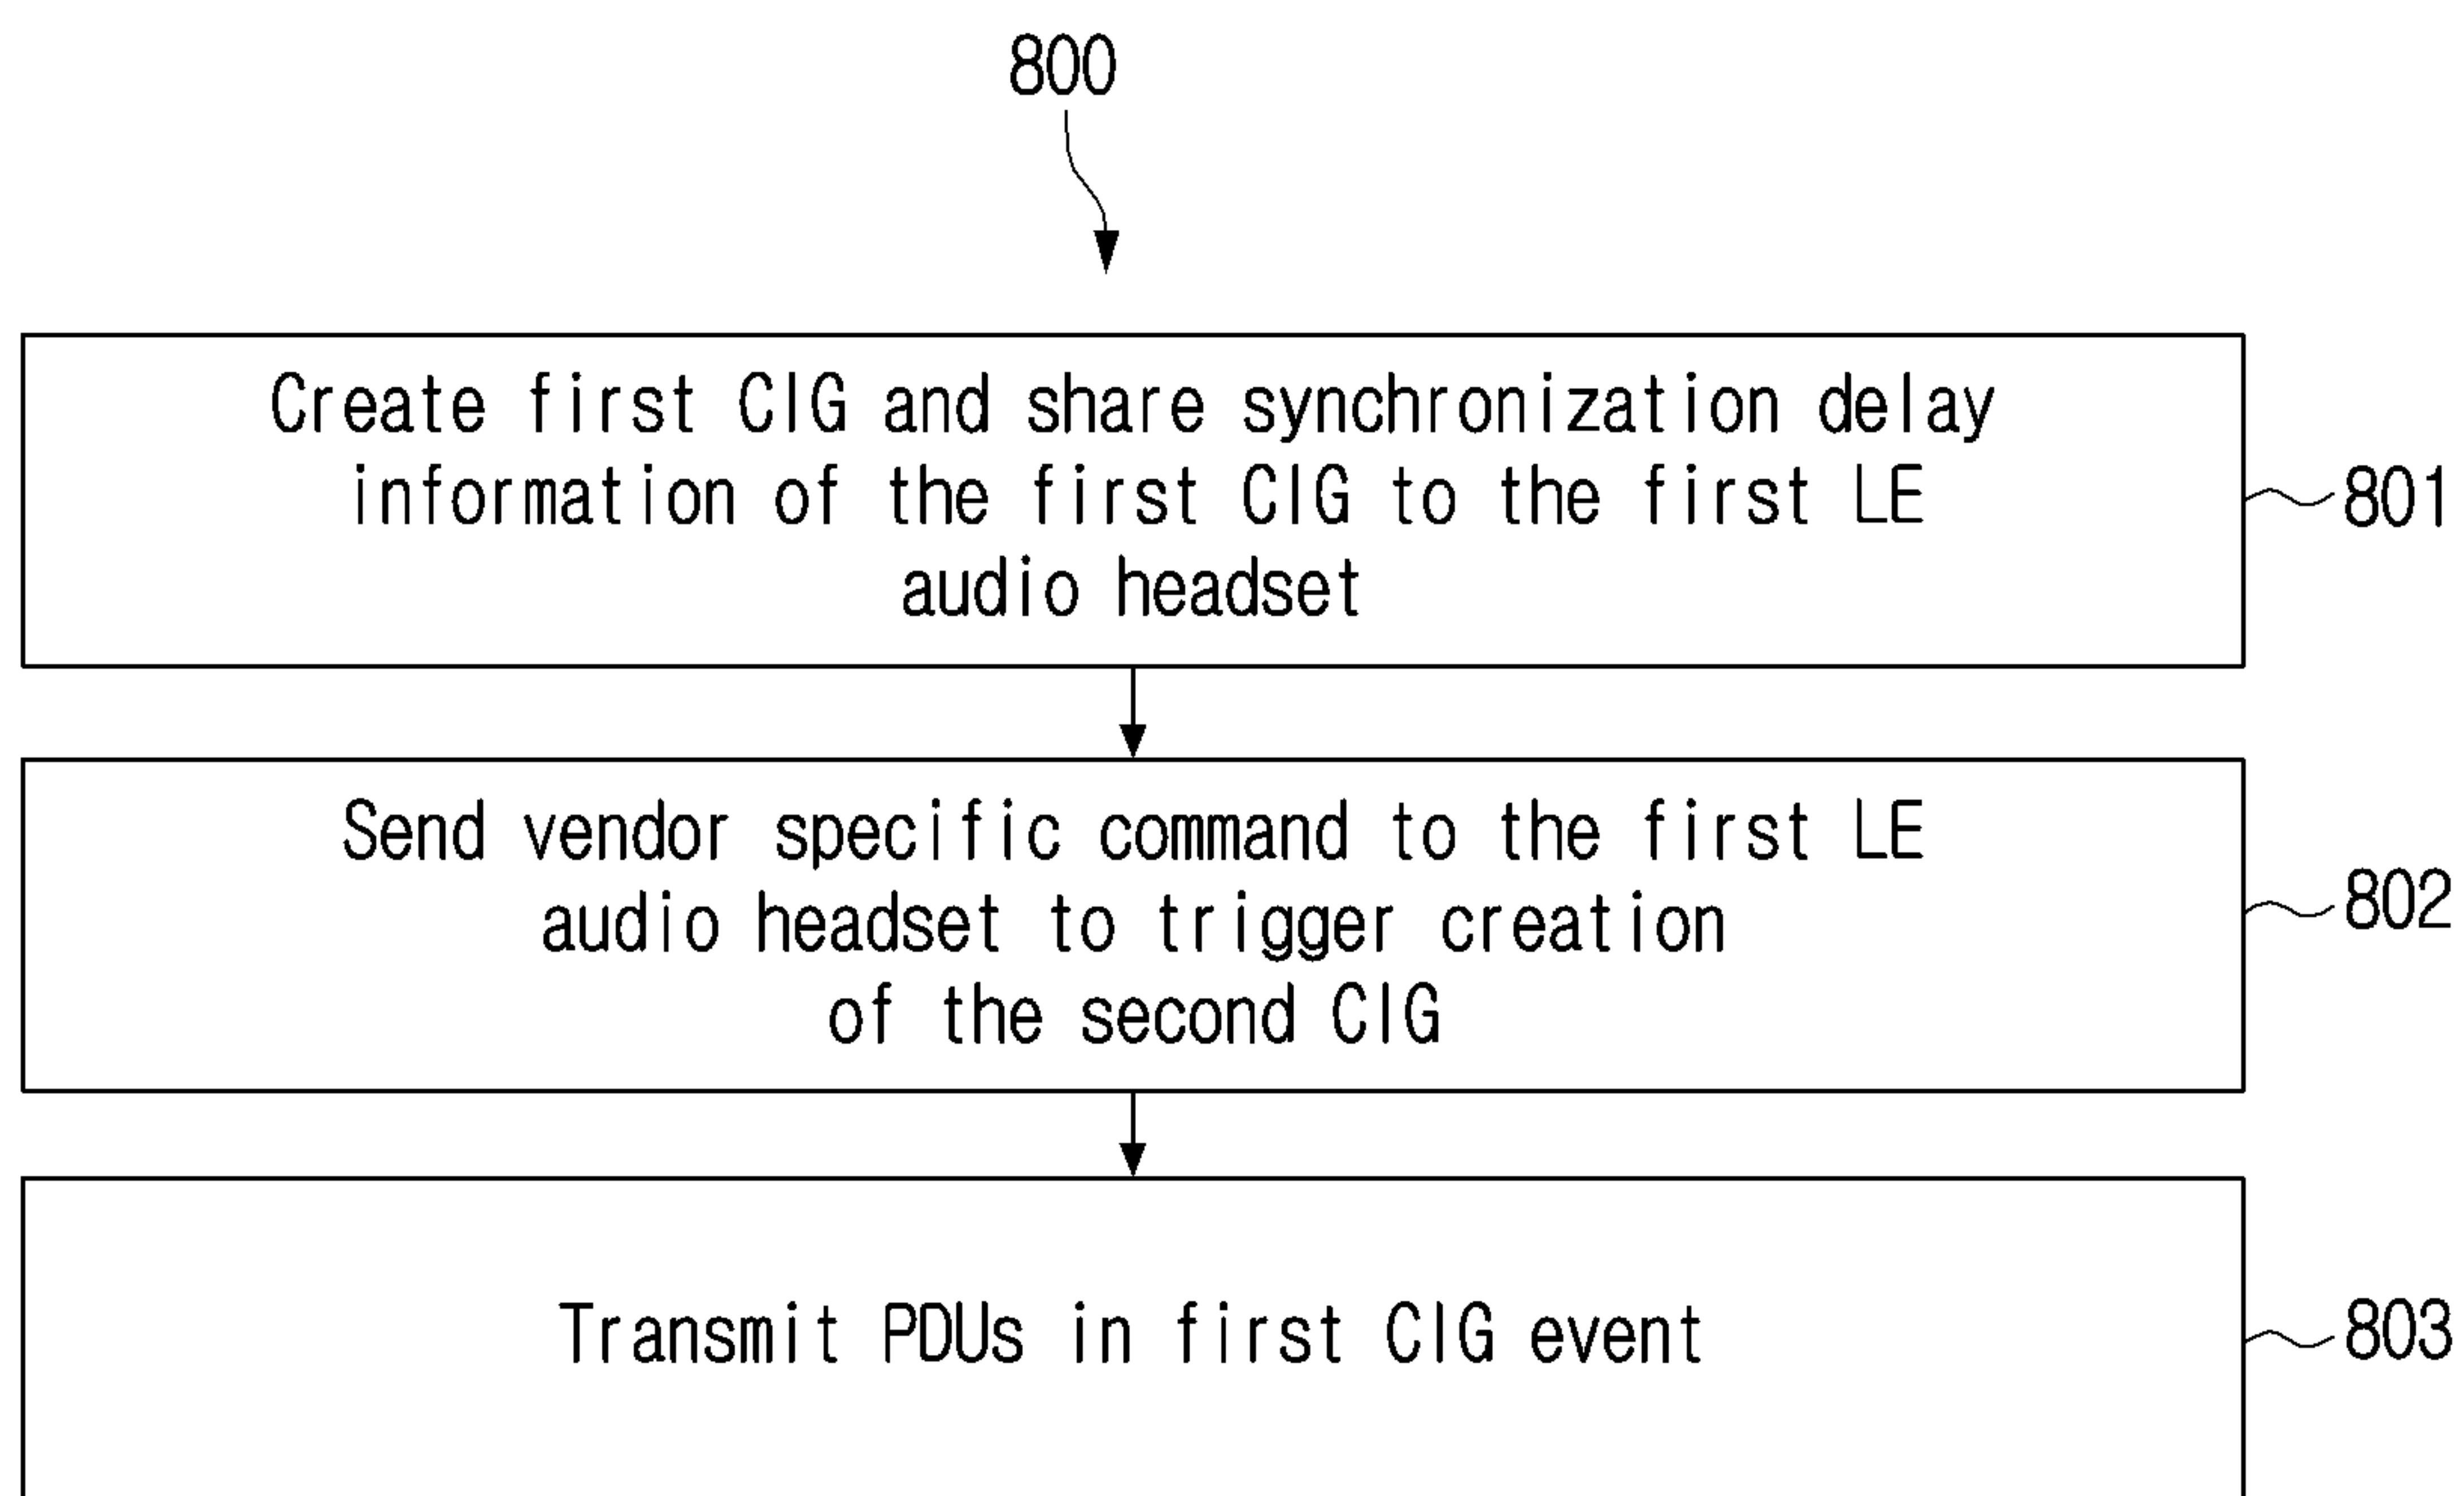 800
Create first CIG and share synchronization delay
information of the first CIG to the first LE
audio headset
801
Send vendor specific command to the first LE
audio headset to trigger creation
of the second CIG
802
Transmit PDUs in first CIG event
803